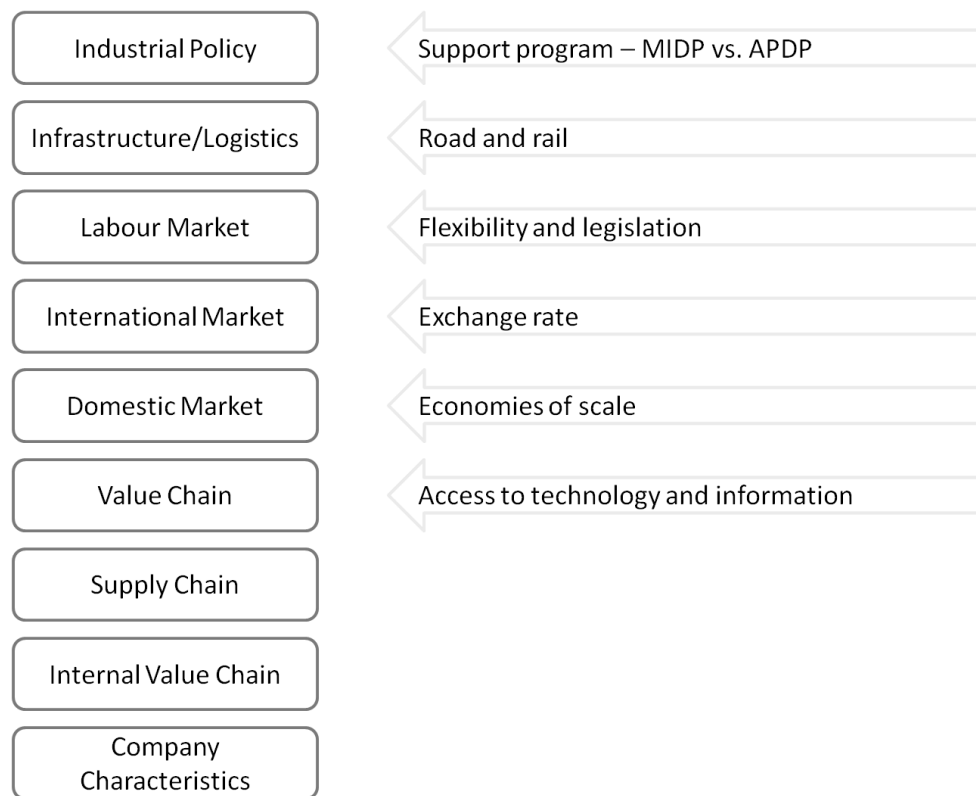 Industrial Policy
Support program – MIDP vs. APDP
Infrastructure/Logistics
Road and rail
Labour Market
Flexibility and legislation
International Market
Exchange rate
Domestic Market
Economies of scale
Value Chain
Access to technology and information
Supply Chain
Internal Value Chain
Company
Characteristics